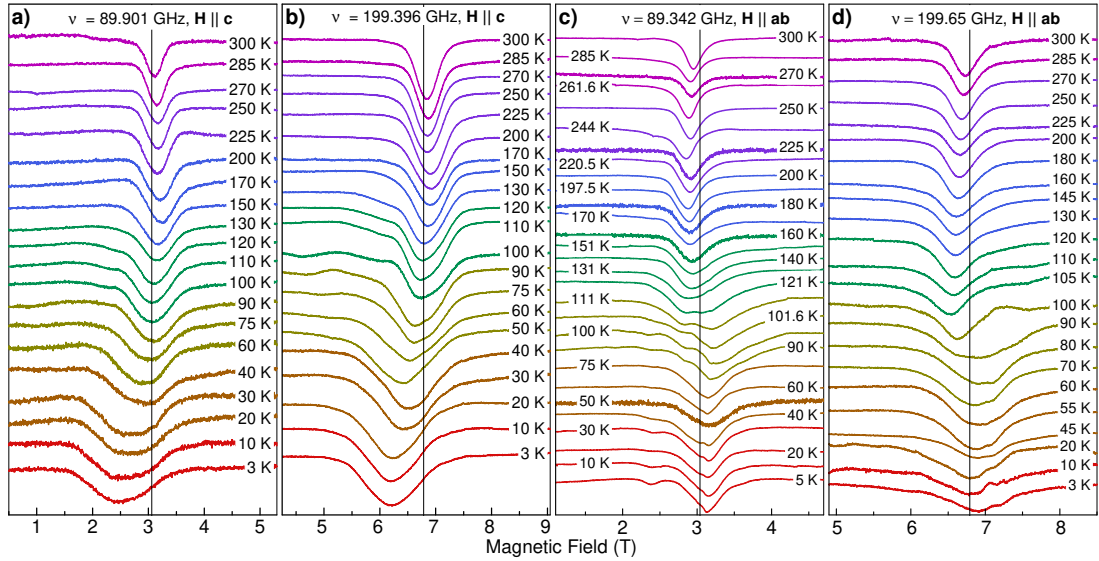 a) ν = 89.901 GHz, H || c
300 K
285 K
270 K
250 K
225 K
200 K
170 K
150 K
130 K
120 K
110 K
100 K
90 K
75 K
60 K
40 K
30 K
20 K
10 K
3 K
1 2 3 4 5
b) ν = 199.396 GHz, H || c
300 K
285 K
270 K
250 K
225 K
200 K
170 K
150 K
130 K
120 K
110 K
100 K
90 K
75 K
60 K
50 K
40 K
30 K
20 K
10 K
3 K
5 6 7 8 9
c) ν = 89.342 GHz, H || ab
300 K
285 K
270 K
261.6 K
250 K
244 K
225 K
220.5 K
200 K
197.5 K
180 K
170 K
160 K
151 K
140 K
131 K
121 K
111 K
101.6 K
100 K
90 K
75 K
60 K
50 K
40 K
30 K
20 K
10 K
5 K
2 3 4
d) ν = 199.65 GHz, H || ab
300 K
285 K
270 K
250 K
225 K
200 K
180 K
160 K
145 K
130 K
120 K
110 K
105 K
100 K
90 K
80 K
70 K
60 K
55 K
45 K
20 K
10 K
3 K
5 6 7 8
Magnetic Field (T)